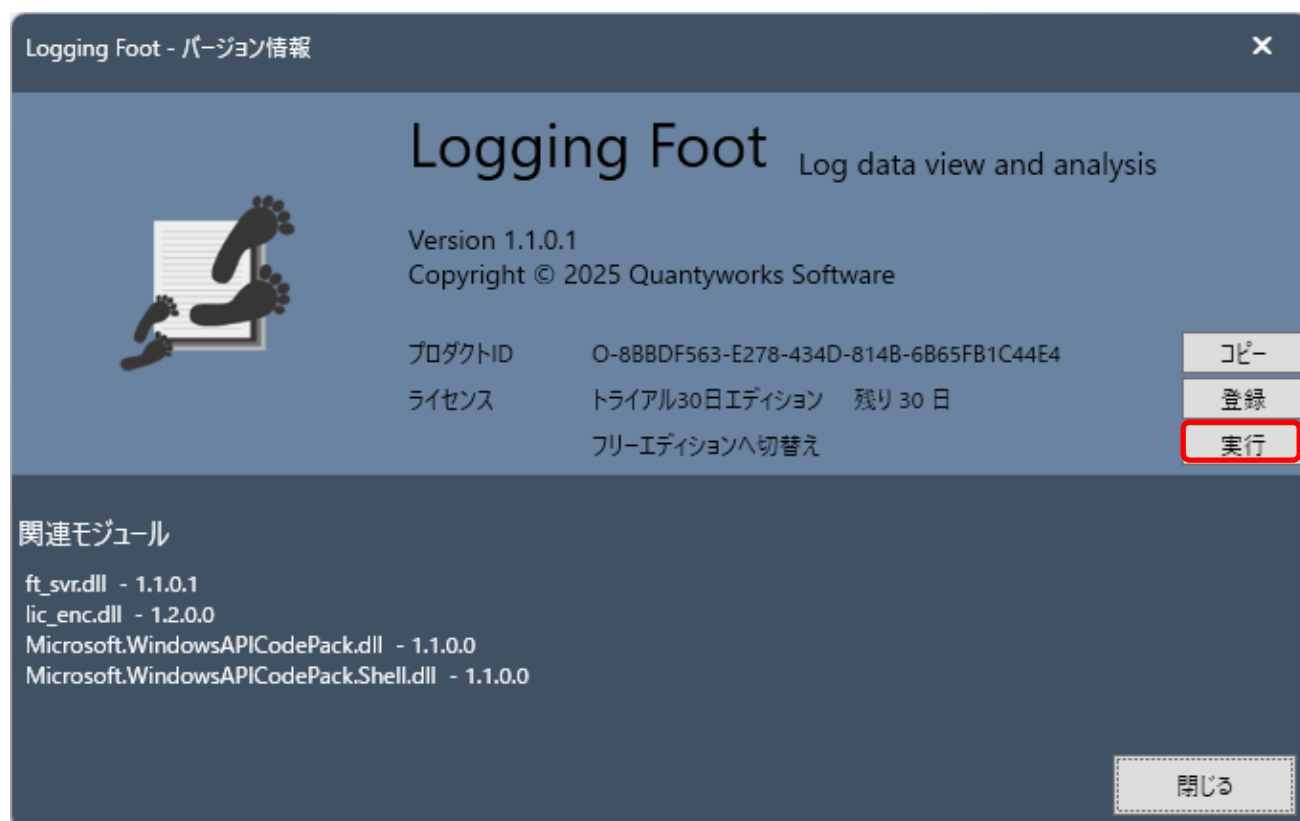 Logging Foot - バージョン情報
Logging Foot Log data view and analysis
Version 1.1.0.1
Copyright © 2025 Quantyworks Software
プロダクトID O-8BBDF563-E278-434D-814B-6B65FB1C44E4 コピー
ライセンス トライアル30日エディション 残り 30 日 登録
フリーエディションへ切替え 実行
関連モジュール
ft_svr.dll - 1.1.0.1
lic_enc.dll - 1.2.0.0
Microsoft.WindowsAPICodePack.dll - 1.1.0.0
Microsoft.WindowsAPICodePack.Shell.dll - 1.1.0.0
閉じる